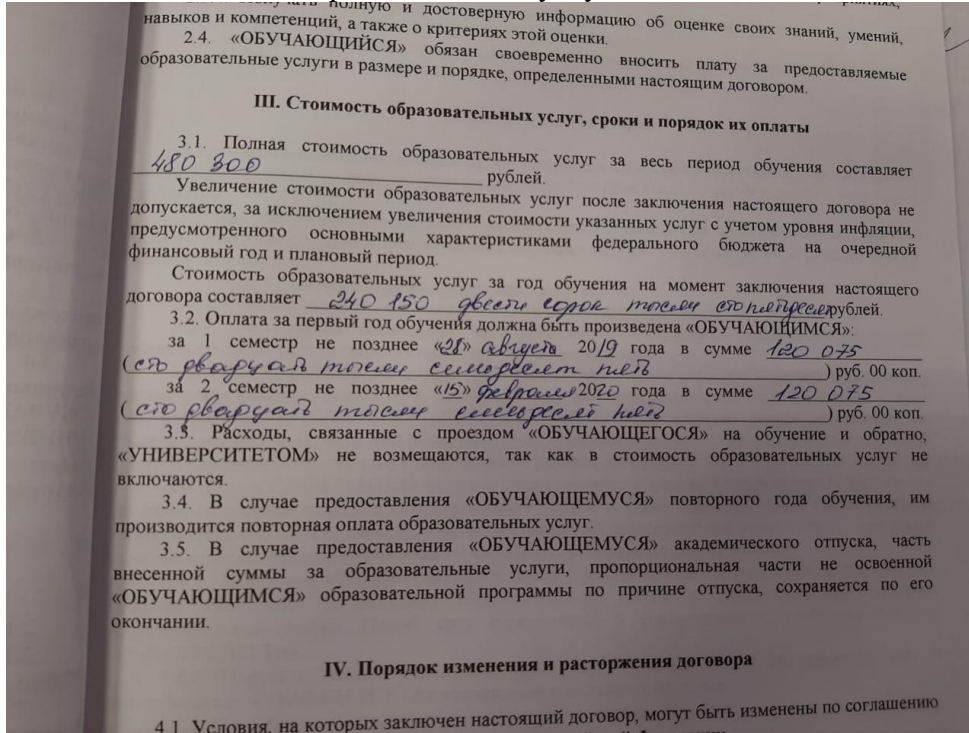 полную и достоверную информацию об оценке своих знаний, умений,
навыков и компетенций, а также о критериях этой оценки.
2.4. «ОБУЧАЮЩИЙСЯ» обязан своевременно вносить плату за предоставляемые
образовательные услуги в размере и порядке, определенными настоящим договором.
III. Стоимость образовательных услуг, сроки и порядок их оплаты
3.1. Полная стоимость образовательных услуг за весь период обучения составляет
480 300 рублей.
Увеличение стоимости образовательных услуг после заключения настоящего договора не
допускается, за исключением увеличения стоимости указанных услуг с учетом уровня инфляции,
предусмотренного основными характеристиками федерального бюджета на очередной
финансовый год и плановый период.
Стоимость образовательных услуг за год обучения на момент заключения настоящего
договора составляет 240 150 двести сорок тысяч сто пятьдесят рублей.
3.2. Оплата за первый год обучения должна быть произведена «ОБУЧАЮЩИМСЯ»:
за 1 семестр не позднее «28» августа 2019 года в сумме 120 075
(сто двадцать тысяч семьдесят пять) руб. 00 коп.
за 2 семестр не позднее «15» февраля 2020 года в сумме 120 075
(сто двадцать тысяч семьдесят пять) руб. 00 коп.
3.3. Расходы, связанные с проездом «ОБУЧАЮЩЕГОСЯ» на обучение и обратно,
«УНИВЕРСИТЕТОМ» не возмещаются, так как в стоимость образовательных услуг не
включаются.
3.4. В случае предоставления «ОБУЧАЮЩЕМУСЯ» повторного года обучения, им
производится повторная оплата образовательных услуг.
3.5. В случае предоставления «ОБУЧАЮЩЕМУСЯ» академического отпуска, часть
внесенной суммы за образовательные услуги, пропорциональная части не освоенной
«ОБУЧАЮЩИМСЯ» образовательной программы по причине отпуска, сохраняется по его
окончании.
IV. Порядок изменения и расторжения договора
4.1. Условия, на которых заключен настоящий договор, могут быть изменены по соглашению